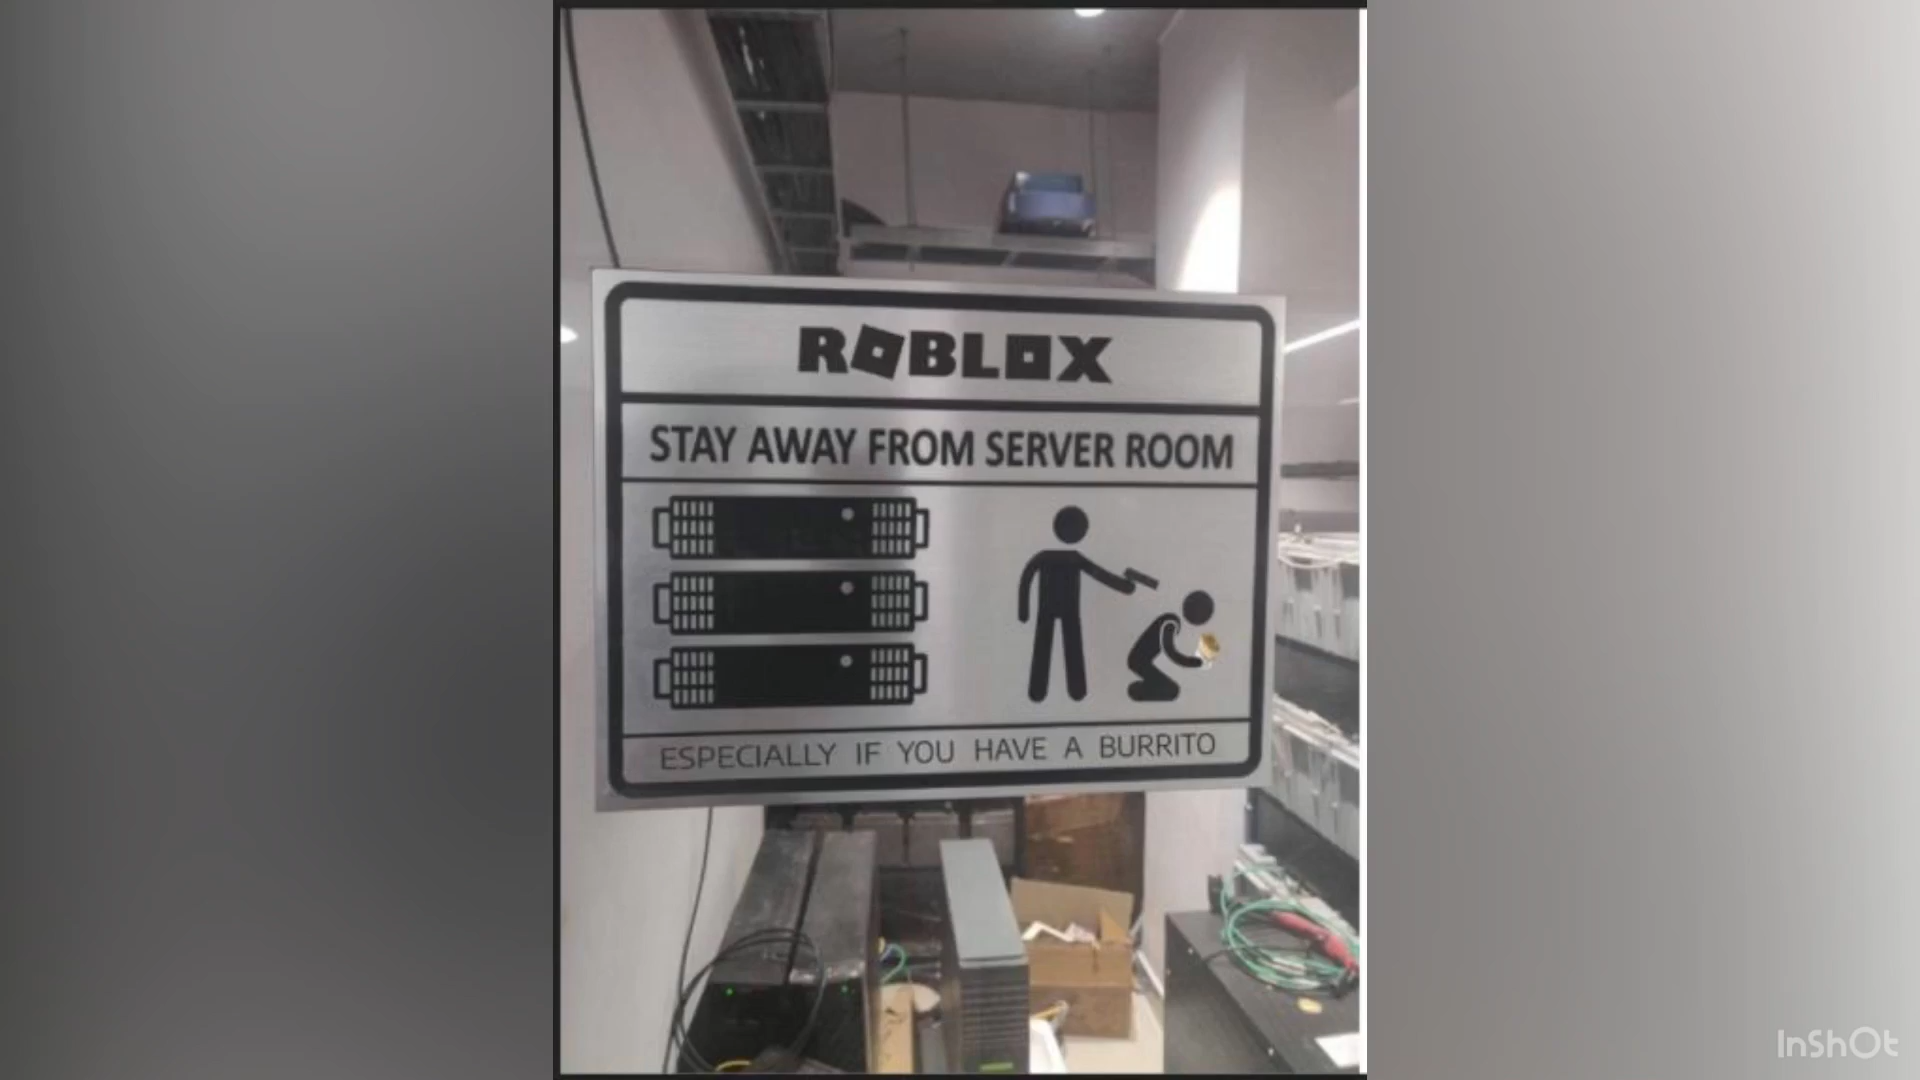 ROBLOX
STAY AWAY FROM SERVER ROOM
ESPECIALLY IF YOU HAVE A BURRITO
InShOt